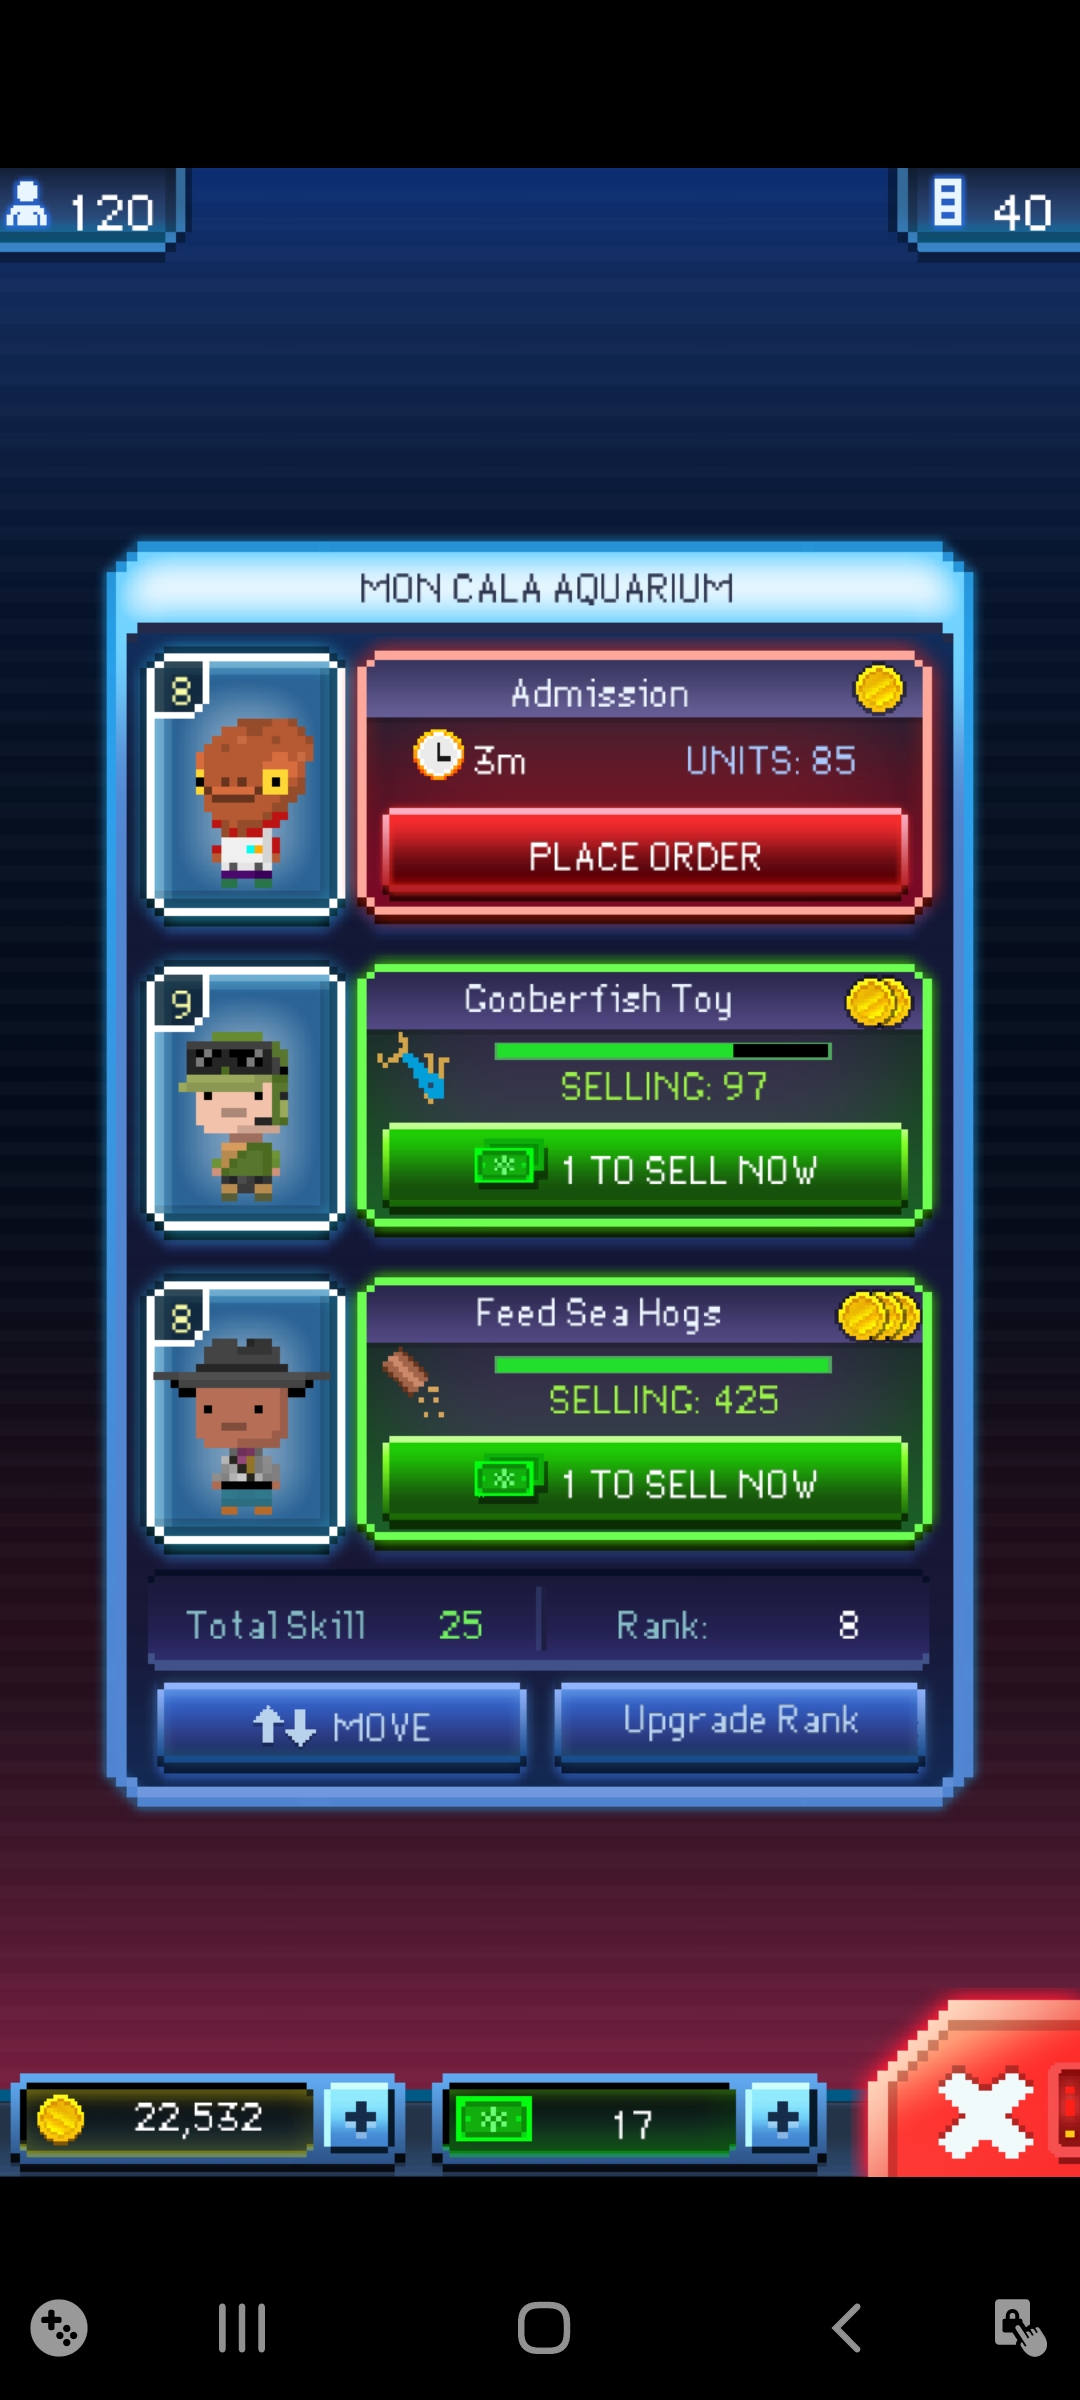 120
40
MON CALA AQUARIUM
8
Admission
3m
UNITS: 85
PLACE ORDER
9
Gooberfish Toy
SELLING: 97
1 TO SELL NOW
8
Feed Sea Hogs
SELLING: 425
1 TO SELL NOW
Total Skill 25
Rank: 8
MOVE
Upgrade Rank
22,532
17